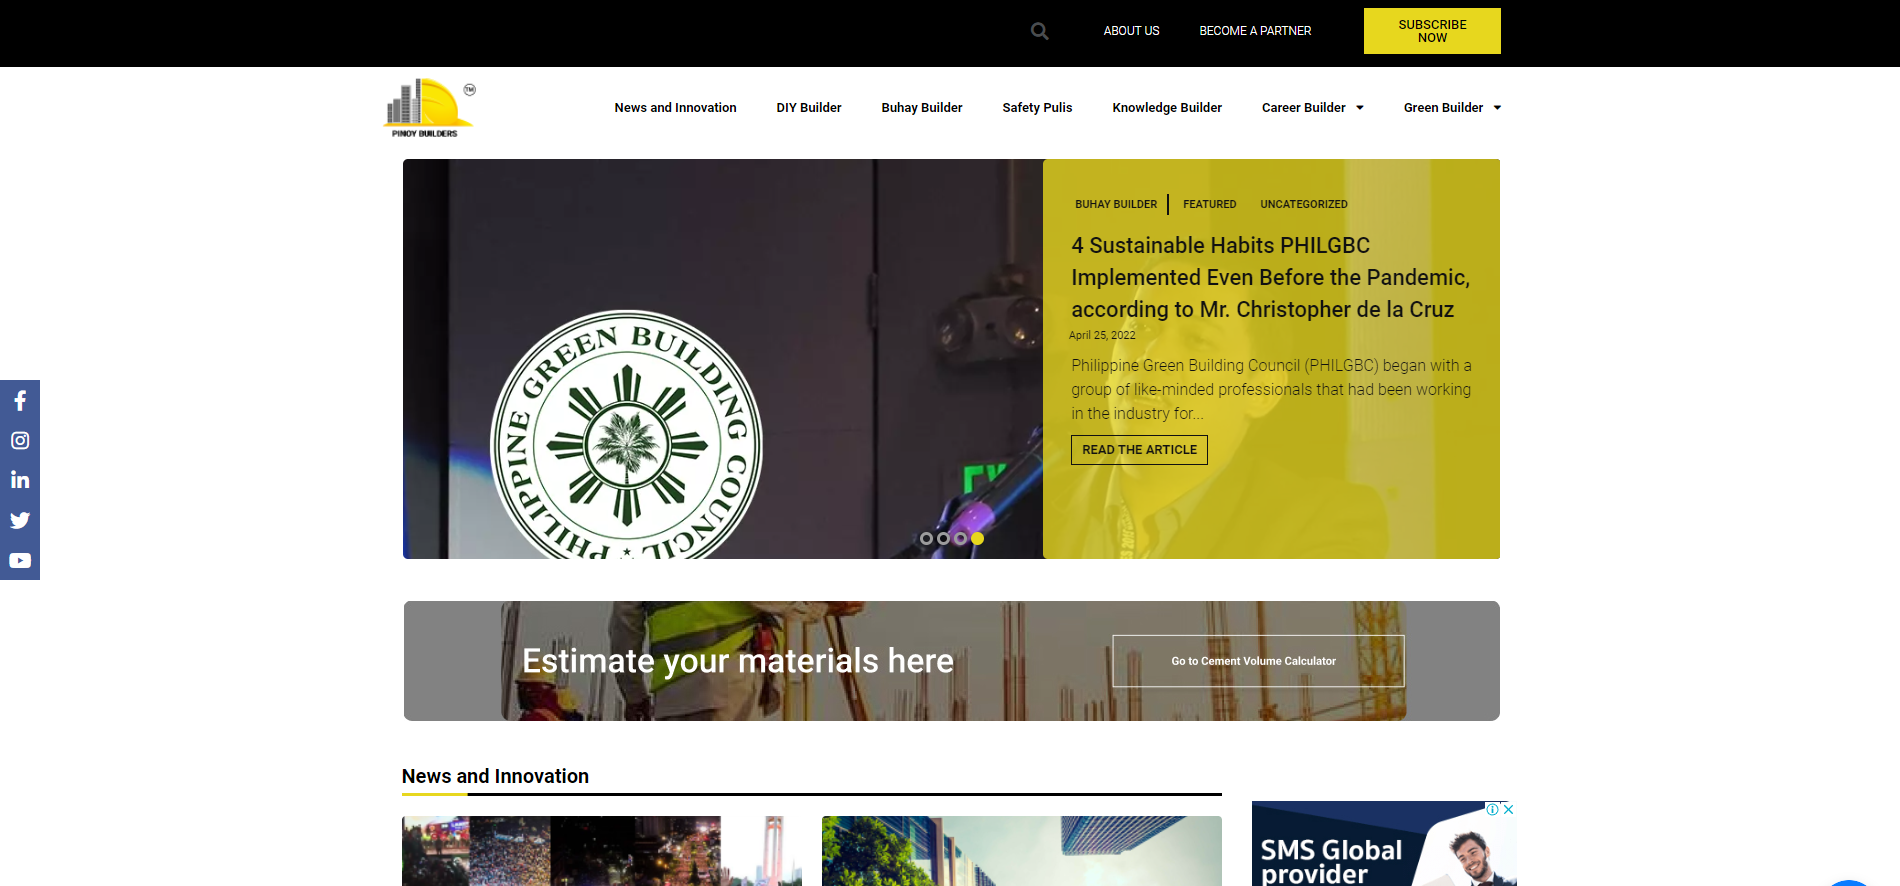 ABOUT US
BECOME A PARTNER
SUBSCRIBE
NOW
TM
PINOY BUILDERS
News and Innovation
DIY Builder
Buhay Builder
Safety Pulis
Knowledge Builder
Career Builder
Green Builder
PHILIPPINE GREEN BUILDING COUNCIL
BUHAY BUILDER
FEATURED
UNCATEGORIZED
4 Sustainable Habits PHILGBC
Implemented Even Before the Pandemic,
according to Mr. Christopher de la Cruz
April 25, 2022
Philippine Green Building Council (PHILGBC) began with a
group of like-minded professionals that had been working
in the industry for...
READ THE ARTICLE
Estimate your materials here
Go to Cement Volume Calculator
News and Innovation
SMS Global
provider